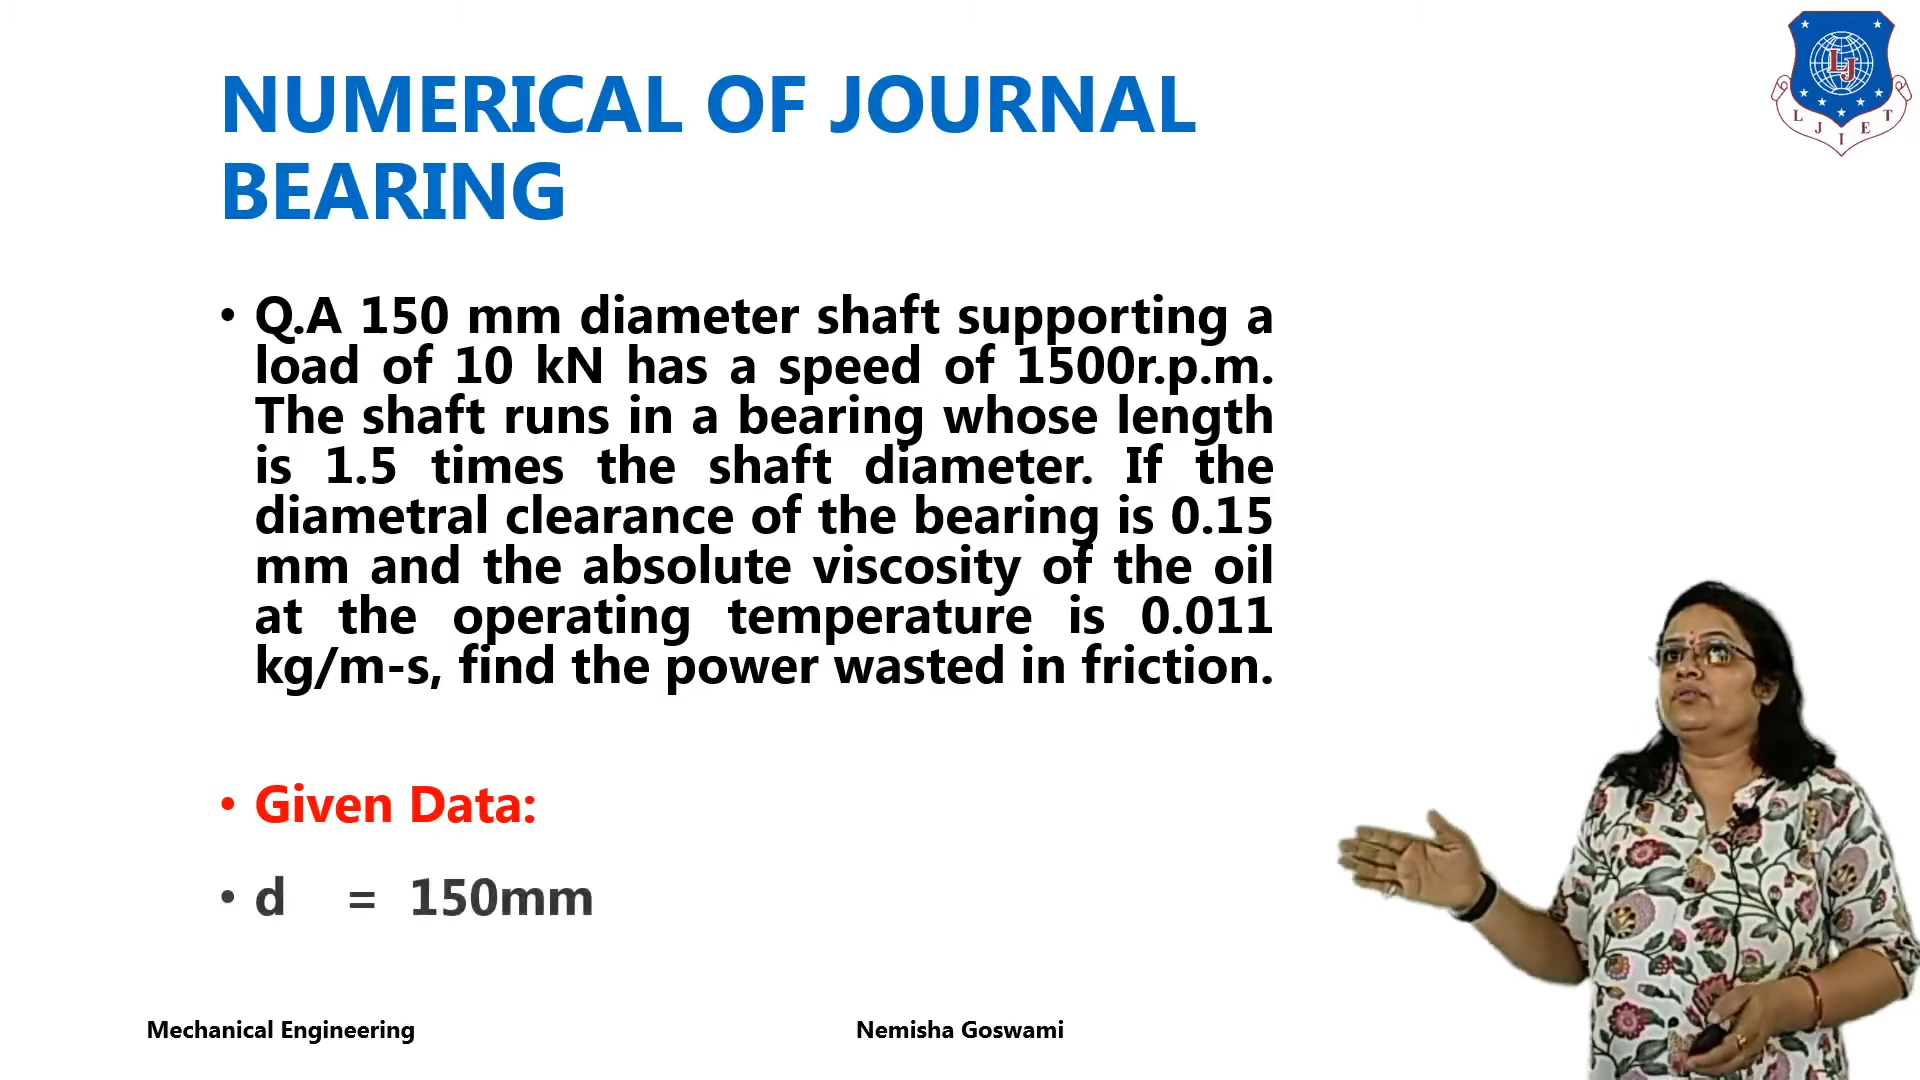 NUMERICAL OF JOURNAL
BEARING
• Q.A 150 mm diameter shaft supporting a
load of 10 kN has a speed of 1500r.p.m.
The shaft runs in a bearing whose length
is 1.5 times the shaft diameter. If the
diametral clearance of the bearing is 0.15
mm and the absolute viscosity of the oil
at the operating temperature is 0.011
kg/m-s, find the power wasted in friction.
• Given Data:
• d = 150mm
Mechanical Engineering
Nemisha Goswami
LJ
L J I E T